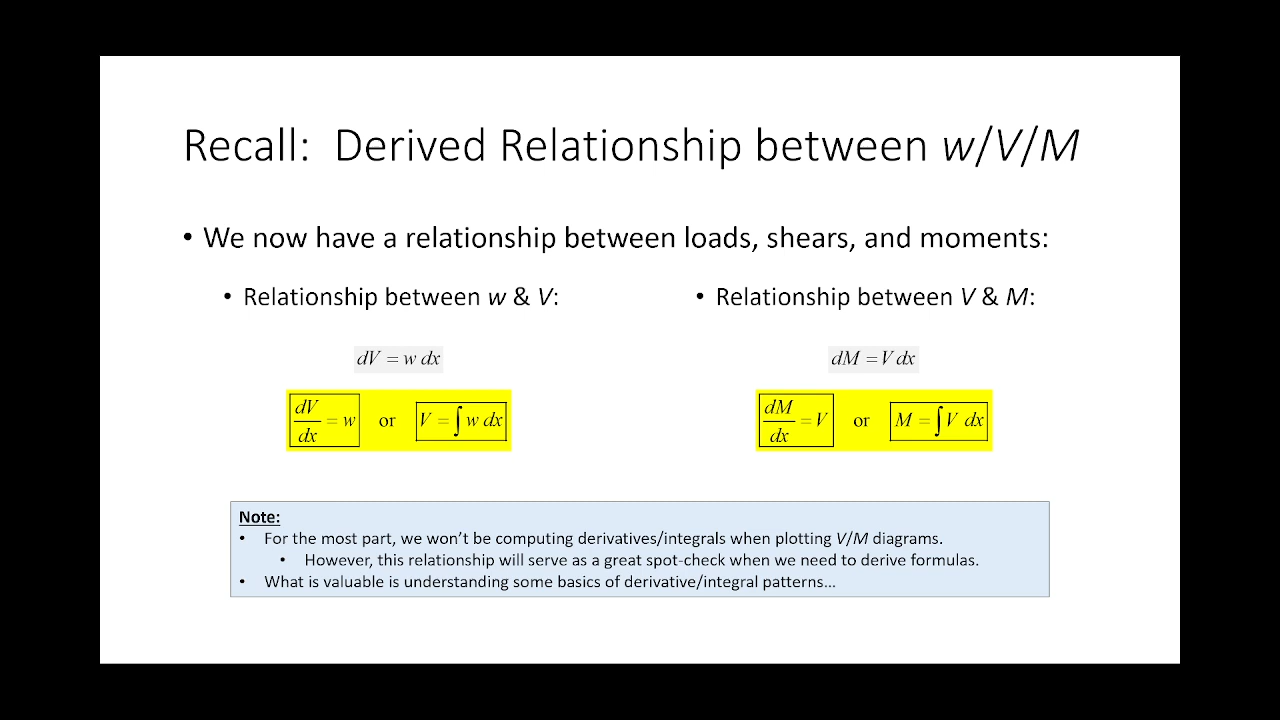 Recall:  Derived Relationship between w/V/M
• We now have a relationship between loads, shears, and moments:
• Relationship between w & V:
dV = w dx
dV/dx = w or V = ∫ w dx
• Relationship between V & M:
dM = V dx
dM/dx = V or M = ∫ V dx
Note:
• For the most part, we won’t be computing derivatives/integrals when plotting V/M diagrams.
• However, this relationship will serve as a great spot-check when we need to derive formulas.
• What is valuable is understanding some basics of derivative/integral patterns...